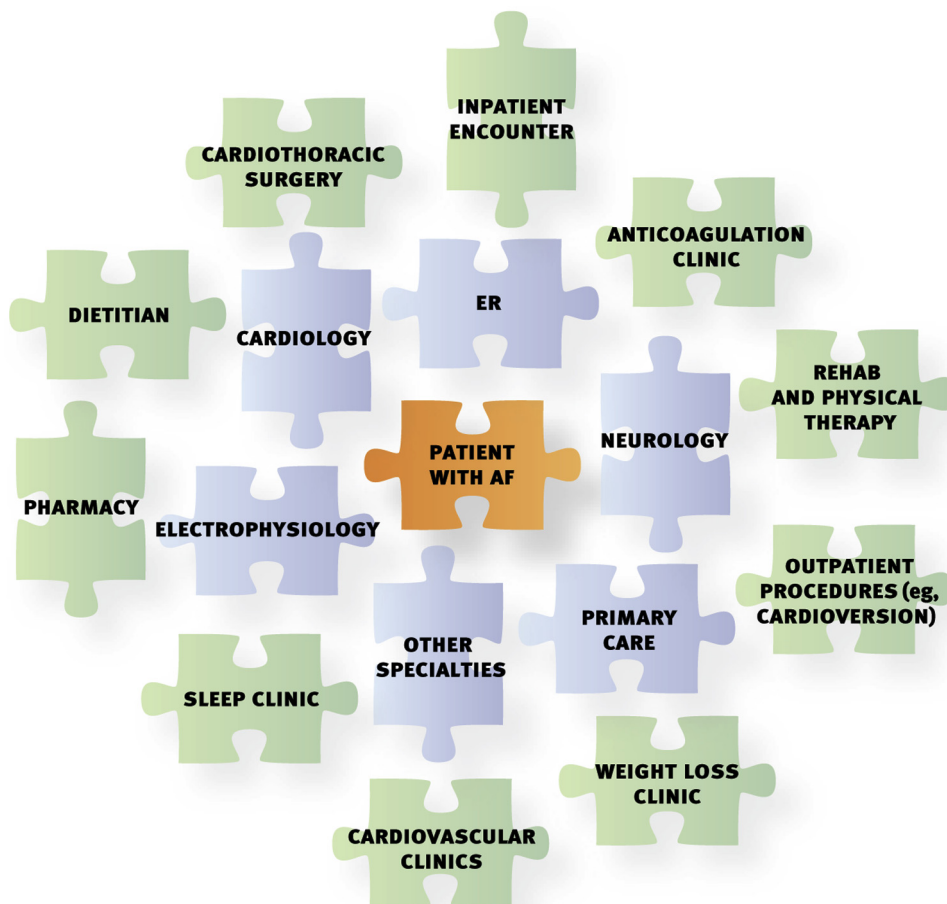 INPATIENT
ENCOUNTER
CARDIOTHORACIC
SURGERY
ANTICOAGULATION
CLINIC
DIETITIAN
CARDIOLOGY
ER
REHAB
AND PHYSICAL
THERAPY
PATIENT
WITH AF
NEUROLOGY
PHARMACY
ELECTROPHYSIOLOGY
OUTPATIENT
PROCEDURES (eg,
CARDIOVERSION)
OTHER
SPECIALTIES
PRIMARY
CARE
SLEEP CLINIC
WEIGHT LOSS
CLINIC
CARDIOVASCULAR
CLINICS